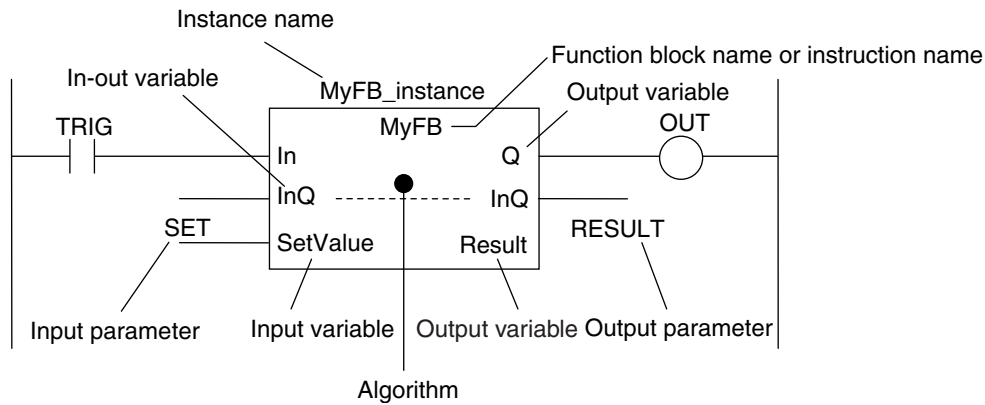 Instance name
Function block name or instruction name
In-out variable
MyFB_instance
Output variable
TRIG
MyFB
OUT
In
Q
InQ
InQ
SET
RESULT
SetValue
Result
Input parameter
Input variable
Output variable
Output parameter
Algorithm